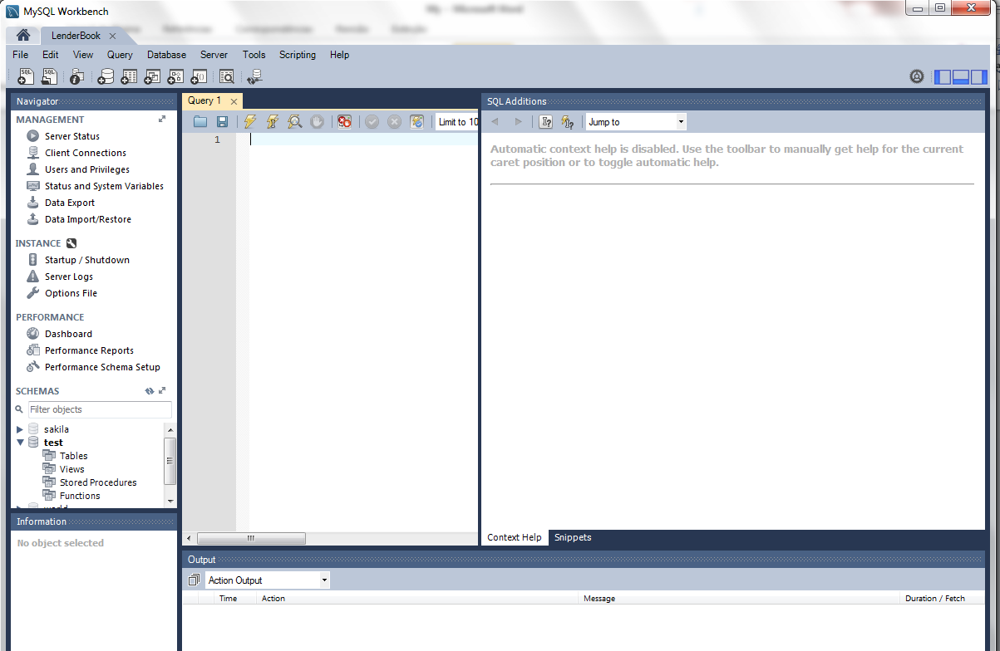 MySQL Workbench
LenderBook
File Edit View Query Database Server Tools Scripting Help
Navigator
MANAGEMENT
Server Status
Client Connections
Users and Privileges
Status and System Variables
Data Export
Data Import/Restore
INSTANCE
Startup / Shutdown
Server Logs
Options File
PERFORMANCE
Dashboard
Performance Reports
Performance Schema Setup
SCHEMAS
Filter objects
sakila
test
Tables
Views
Stored Procedures
Functions
world
Information
No object selected
Query 1
Limit to 10
1
SQL Additions
Jump to
Automatic context help is disabled. Use the toolbar to manually get help for the current
caret position or to toggle automatic help.
Context Help Snippets
Output
Action Output
Time Action Message Duration / Fetch